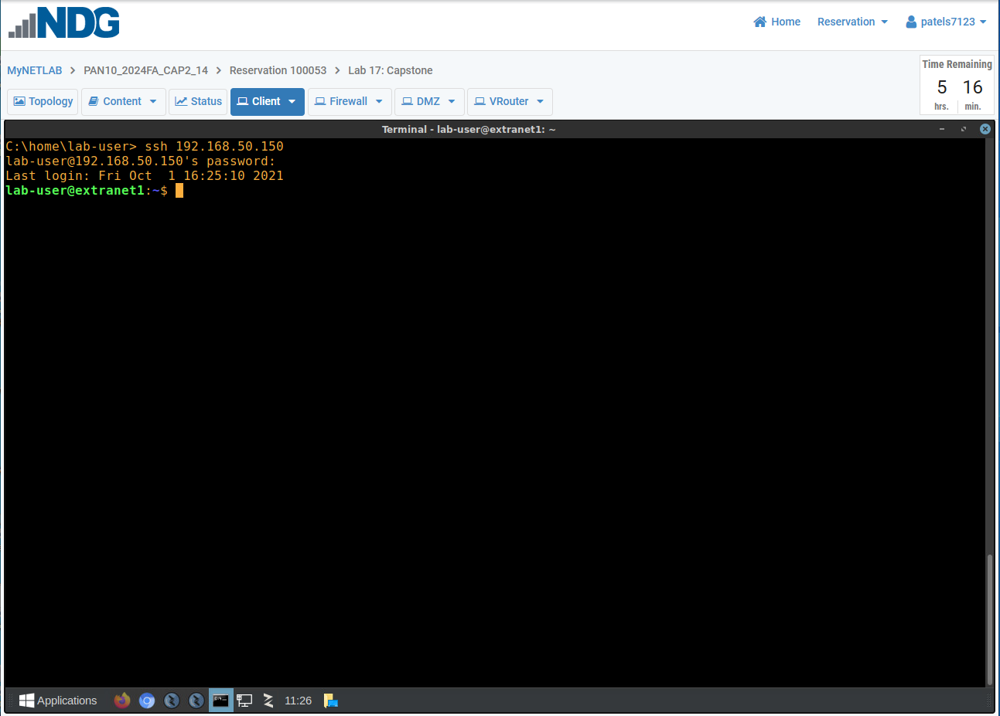 NDG
Home Reservation patels7123
MyNETLAB > PAN10_2024FA_CAP2_14 > Reservation 100053 > Lab 17: Capstone
Time Remaining
5 16
hrs. min.
Topology Content Status Client Firewall DMZ VRouter
Terminal - lab-user@extranet1: ~
C:\home\lab-user> ssh 192.168.50.150
lab-user@192.168.50.150's password:
Last login: Fri Oct  1 16:25:10 2021
lab-user@extranet1:~$
Applications 11:26